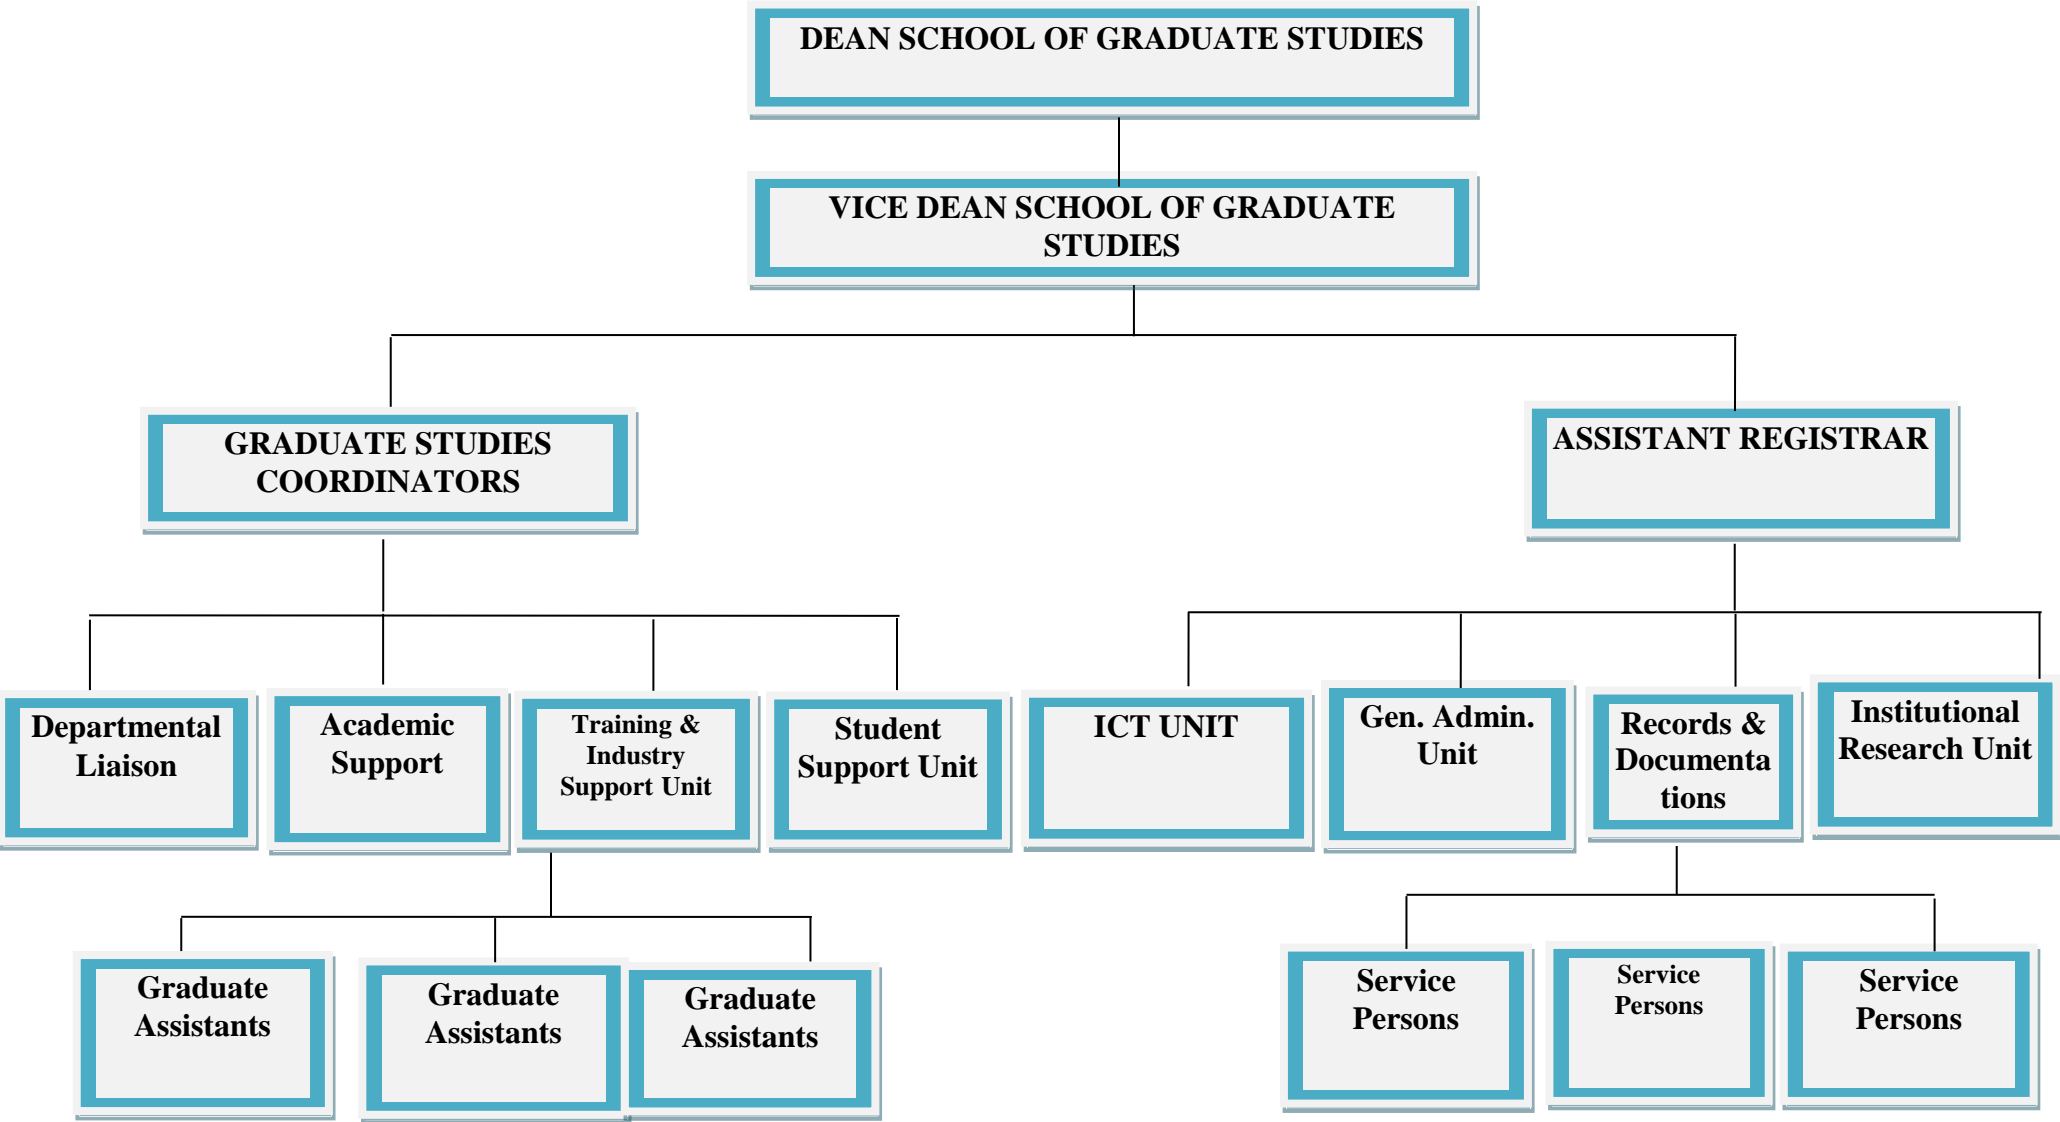 DEAN SCHOOL OF GRADUATE STUDIES
VICE DEAN SCHOOL OF GRADUATE
STUDIES
GRADUATE STUDIES
COORDINATORS
ASSISTANT REGISTRAR
Departmental
Liaison
Academic
Support
Training &
Industry
Support Unit
Student
Support Unit
ICT UNIT
Gen. Admin.
Unit
Records &
Documenta
tions
Institutional
Research Unit
Graduate
Assistants
Graduate
Assistants
Graduate
Assistants
Service
Persons
Service
Persons
Service
Persons